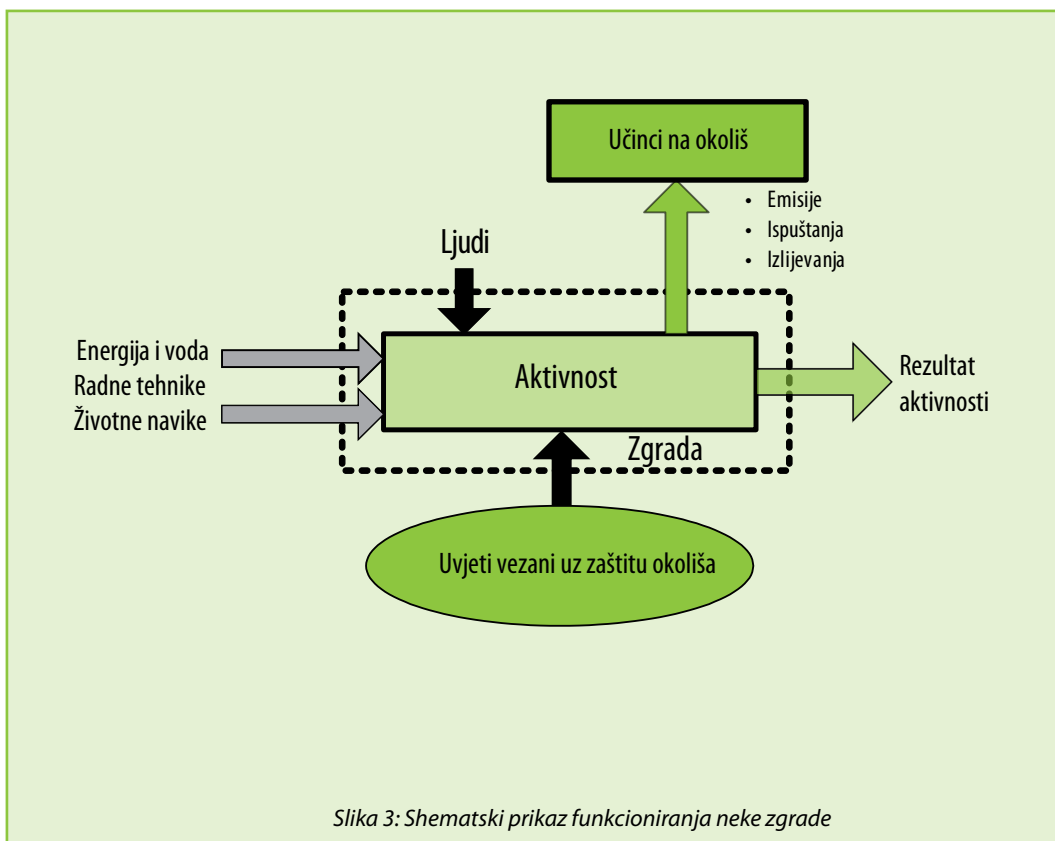 Učinci na okoliš
• Emisije
• Ispuštanja
• Izlijevanja
Ljudi
Energija i voda
Radne tehnike
Životne navike
Aktivnost
Rezultat
aktivnosti
Zgrada
Uvjeti vezani uz zaštitu okoliša
Slika 3: Shematski prikaz funkcioniranja neke zgrade